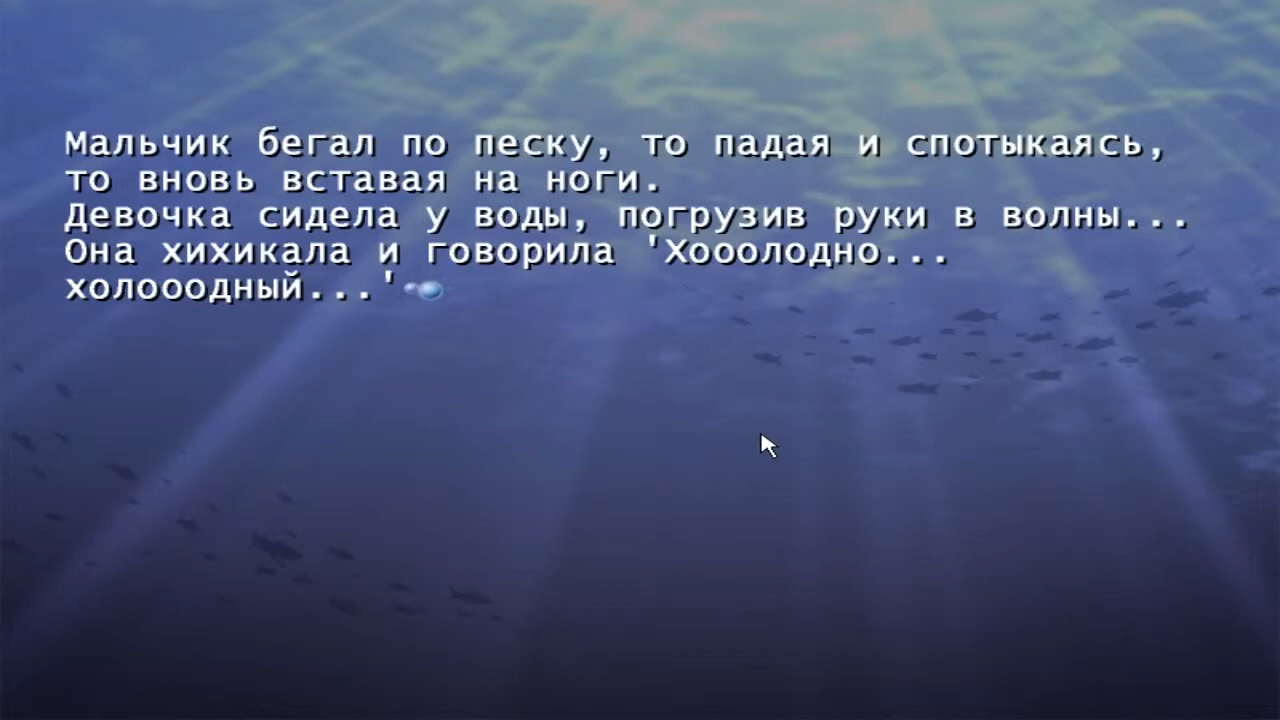 Мальчик бегал по песку, то падая и спотыкаясь,
то вновь вставая на ноги.
Девочка сидела у воды, погрузив руки в волны...
Она хихикала и говорила 'Хооолодно...
холооодный...'